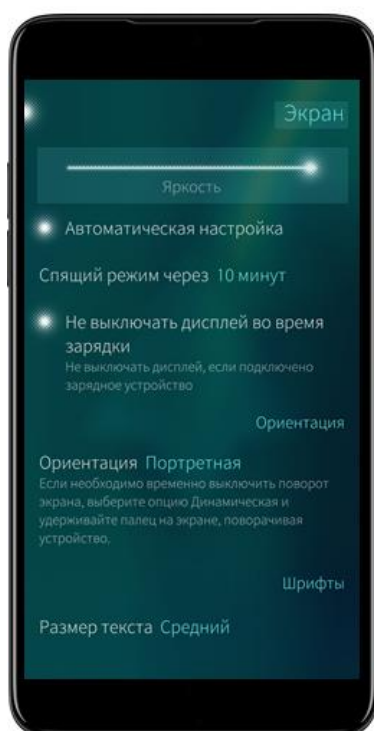 Экран
Яркость
Автоматическая настройка
Спящий режим через 10 минут
Не выключать дисплей во время
зарядки
Не выключать дисплей, если подключено
зарядное устройство
Ориентация
Ориентация Портретная
Если необходимо временно выключить поворот
экрана, выберите опцию Динамическая и
удерживайте палец на экране, поворачивая
устройство.
Шрифты
Размер текста Средний